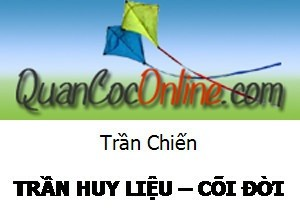 QuanCocOnline.com
Trần Chiến
TRẦN HUY LIỆU – CÕI ĐỜI